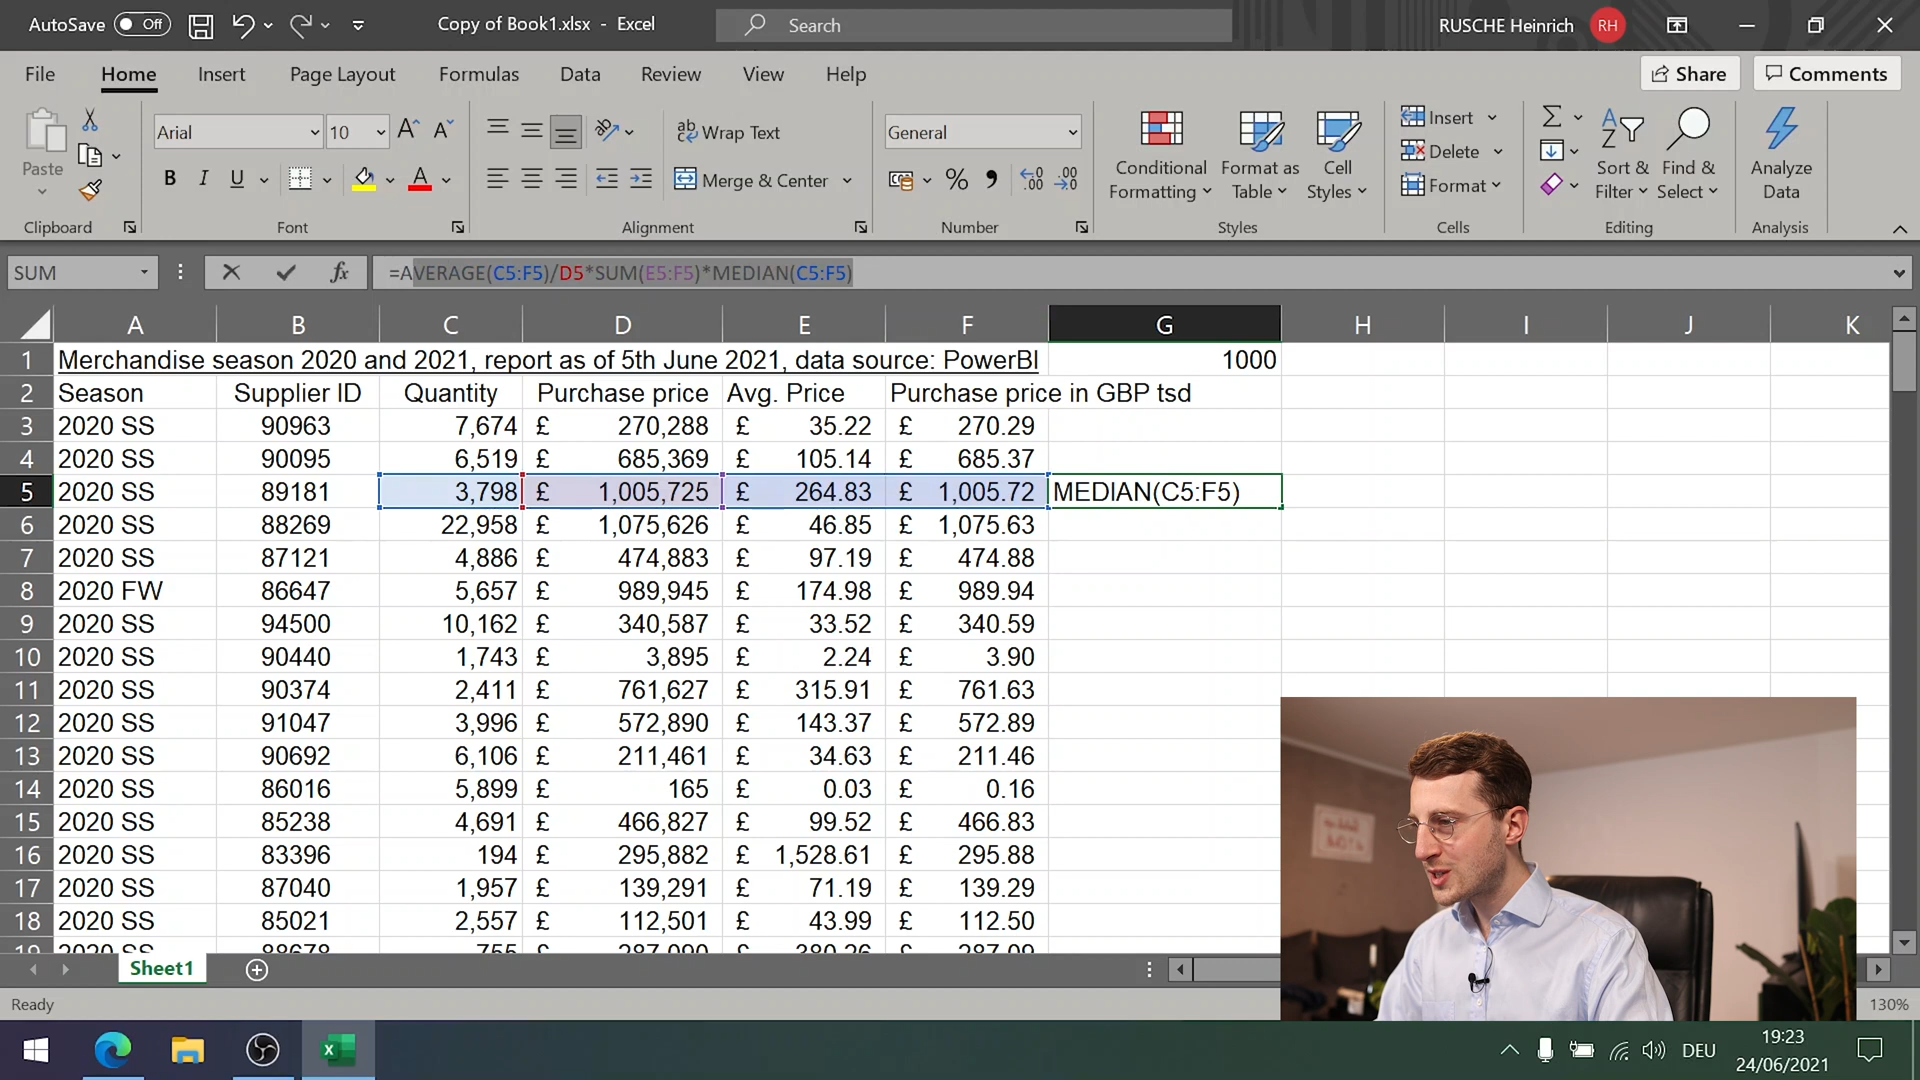 AutoSave Off Copy of Book1.xlsx - Excel Search RUSCHE Heinrich RH
File Home Insert Page Layout Formulas Data Review View Help Share Comments
Paste Arial 10 Wrap Text General Conditional Formatting Format as Table Cell Styles Insert Sort & Filter Find & Select Analyze Data
B I U Merge & Center % Delete
Format
Clipboard Font Alignment Number Styles Cells Editing Analysis
SUM =AVERAGE(C5:F5)/D5*SUM(E5:F5)*MEDIAN(C5:F5)
A B C D E F G H I J K
1 Merchandise season 2020 and 2021, report as of 5th June 2021, data source: PowerBI 1000
2 Season Supplier ID Quantity Purchase price Avg. Price Purchase price in GBP tsd
3 2020 SS 90963 7,674 £ 270,288 £ 35.22 £ 270.29
4 2020 SS 90095 6,519 £ 685,369 £ 105.14 £ 685.37
5 2020 SS 89181 3,798 £ 1,005,725 £ 264.83 £ 1,005.72 MEDIAN(C5:F5)
6 2020 SS 88269 22,958 £ 1,075,626 £ 46.85 £ 1,075.63
7 2020 SS 87121 4,886 £ 474,883 £ 97.19 £ 474.88
8 2020 FW 86647 5,657 £ 989,945 £ 174.98 £ 989.94
9 2020 SS 94500 10,162 £ 340,587 £ 33.52 £ 340.59
10 2020 SS 90440 1,743 £ 3,895 £ 2.24 £ 3.90
11 2020 SS 90374 2,411 £ 761,627 £ 315.91 £ 761.63
12 2020 SS 91047 3,996 £ 572,890 £ 143.37 £ 572.89
13 2020 SS 90692 6,106 £ 211,461 £ 34.63 £ 211.46
14 2020 SS 86016 5,899 £ 165 £ 0.03 £ 0.16
15 2020 SS 85238 4,691 £ 466,827 £ 99.52 £ 466.83
16 2020 SS 83396 194 £ 295,882 £ 1,528.61 £ 295.88
17 2020 SS 87040 1,957 £ 139,291 £ 71.19 £ 139.29
18 2020 SS 85021 2,557 £ 112,501 £ 43.99 £ 112.50
Sheet1
Ready 130%
DEU 19:23
24/06/2021